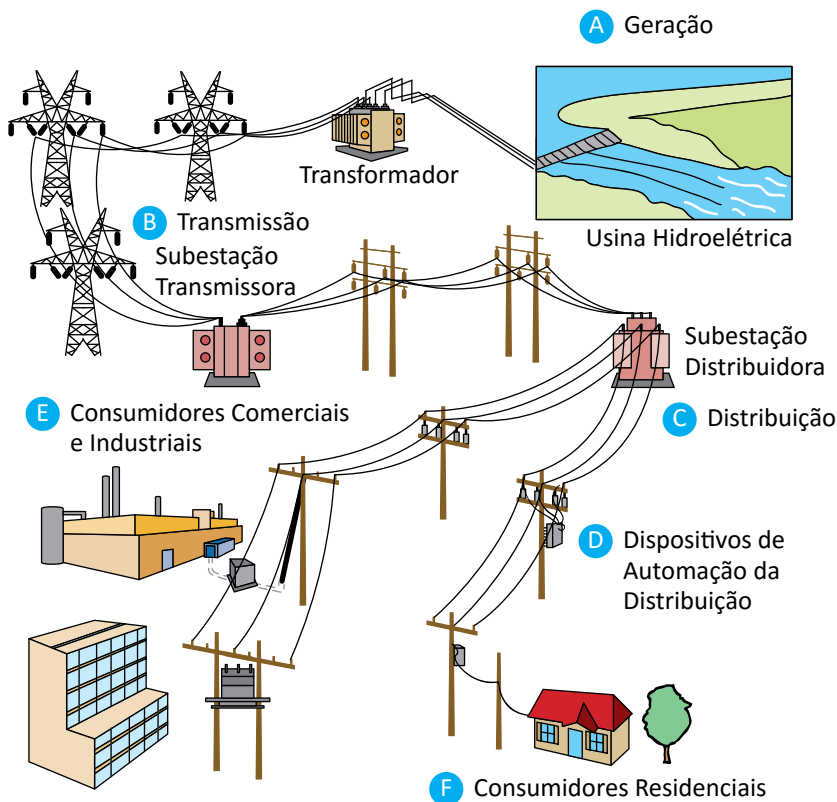 A Geração
Transformador
Usina Hidroelétrica
B Transmissão
Subestação
Transmissora
Subestação
Distribuidora
C Distribuição
E Consumidores Comerciais
e Industriais
D Dispositivos de
Automação da
Distribuição
F Consumidores Residenciais